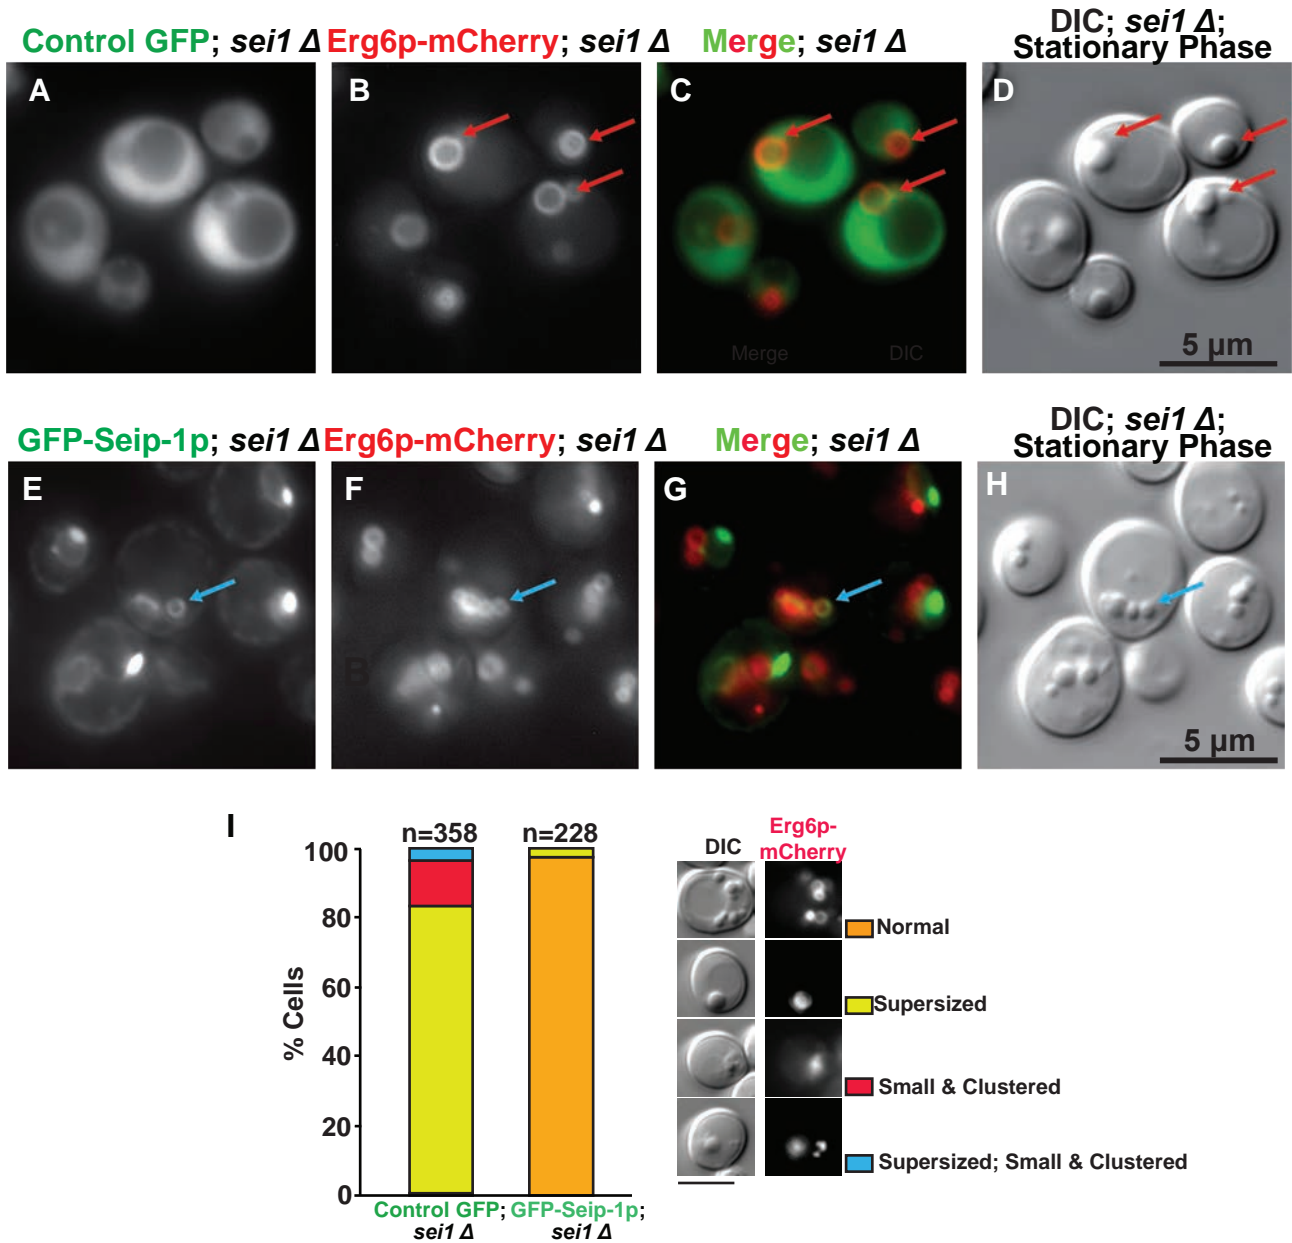 Control GFP; sei1 Δ Erg6p-mCherry; sei1 Δ Merge; sei1 Δ DIC; sei1 Δ;
Stationary Phase
A B C D
Merge DIC
5 µm
GFP-Seip-1p; sei1 Δ Erg6p-mCherry; sei1 Δ Merge; sei1 Δ DIC; sei1 Δ;
Stationary Phase
E F G H
B
5 µm
I
n=358 n=228
100
80
60
40
20
0
% Cells
Control GFP; GFP-Seip-1p;
sei1 Δ sei1 Δ
DIC
Erg6p-
mCherry
Normal
Supersized
Small & Clustered
Supersized; Small & Clustered